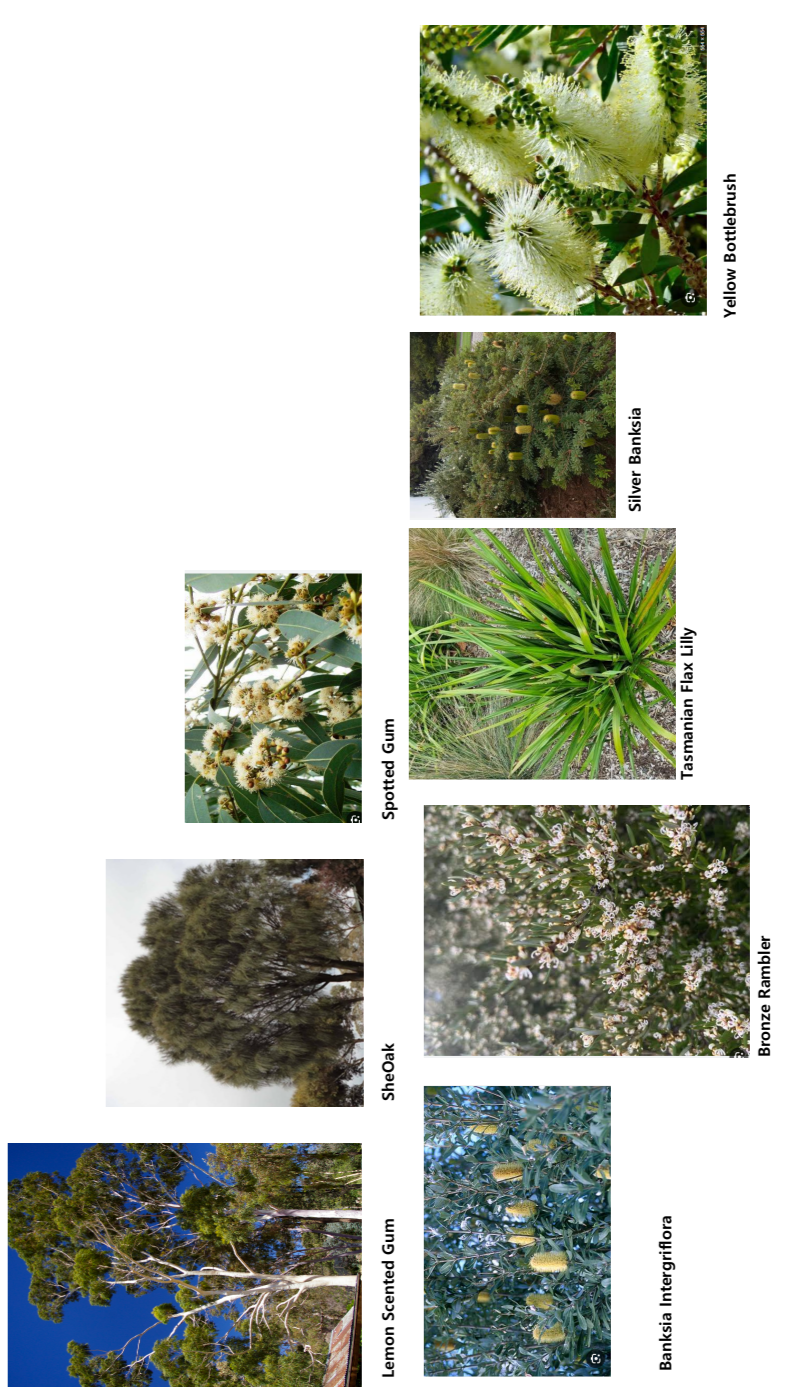 Lemon Scented Gum
SheOak
Spotted Gum
Banksia Intergriflora
Bronze Rambler
Tasmanian Flax Lilly
Silver Banksia
Yellow Bottlebrush